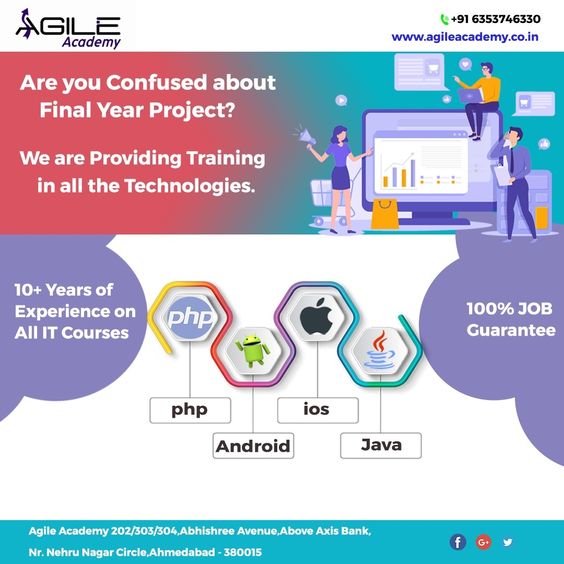 AGILE
Academy
+91 6353746330
www.agileacademy.co.in
Are you Confused about
Final Year Project?
We are Providing Training
in all the Technologies.
10+ Years of
Experience on
All IT Courses
php
100% JOB
Guarantee
php
ios
Android
Java
Agile Academy 202/303/304,Abhishree Avenue,Above Axis Bank,
Nr. Nehru Nagar Circle,Ahmedabad - 380015
f
G+